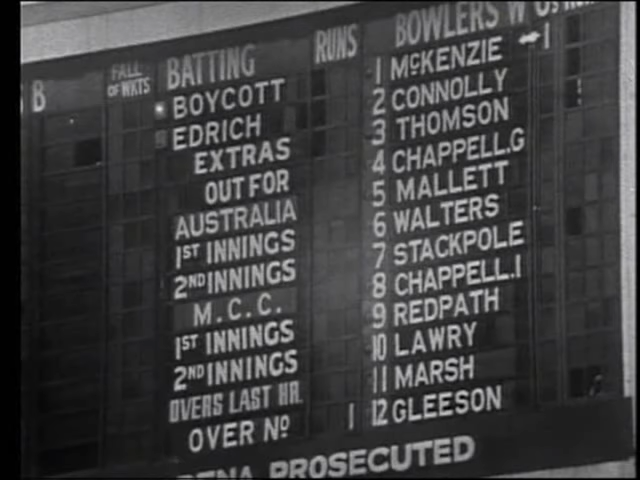 B
FALL OF WKTS
BATTING
BOYCOTT
EDRICH
EXTRAS
OUT FOR
AUSTRALIA
1ST INNINGS
2ND INNINGS
M.C.C.
1ST INNINGS
2ND INNINGS
OVERS LAST HR.
OVER Nº 1
RUNS
BOWLERS W
1 McKENZIE 1
2 CONNOLLY
3 THOMSON
4 CHAPPELL.G
5 MALLETT
6 WALTERS
7 STACKPOLE
8 CHAPPELL.I
9 REDPATH
10 LAWRY
11 MARSH
12 GLEESON
PROSECUTED